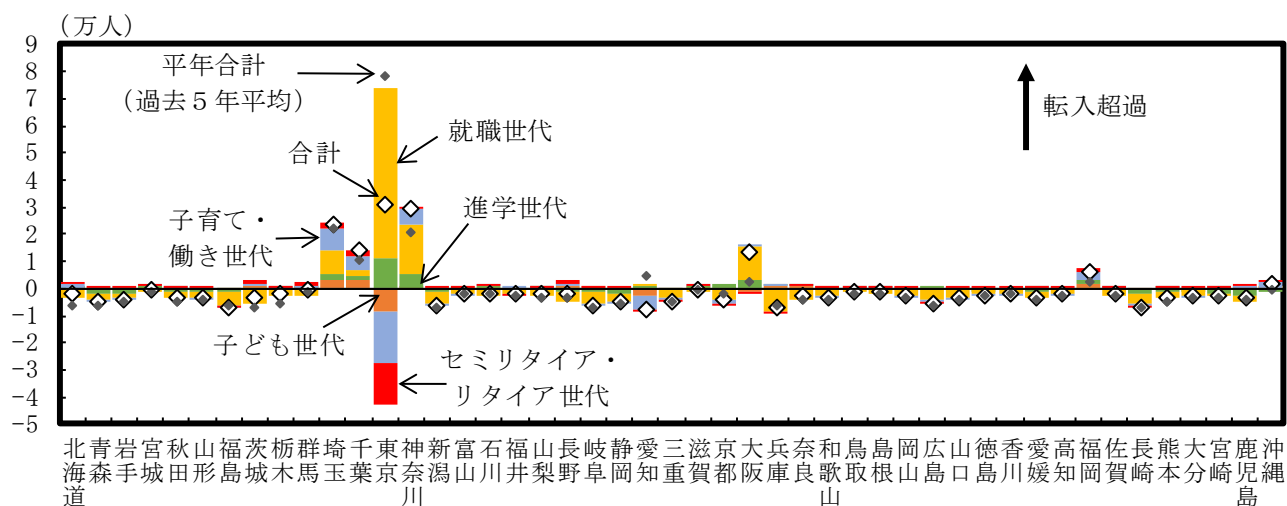 （万人）
9
8
7
6
5
4
3
2
1
0
-1
-2
-3
-4
-5
平年合計
（過去５年平均）
就職世代
合計
進学世代
子育て・
働き世代
子ども世代
セミリタイア・
リタイア世代
転入超過
北海道
青森
岩手
宮城
秋田
山形
福島
茨城
栃木
群馬
埼玉
千葉
東京
神奈川
新潟
富山
石川
福井
山梨
長野
岐阜
静岡
愛知
三重
滋賀
京都
大阪
兵庫
奈良
和歌山
鳥取
島根
岡山
広島
山口
徳島
香川
愛媛
高知
福岡
佐賀
長崎
熊本
大分
宮崎
鹿児島
沖縄